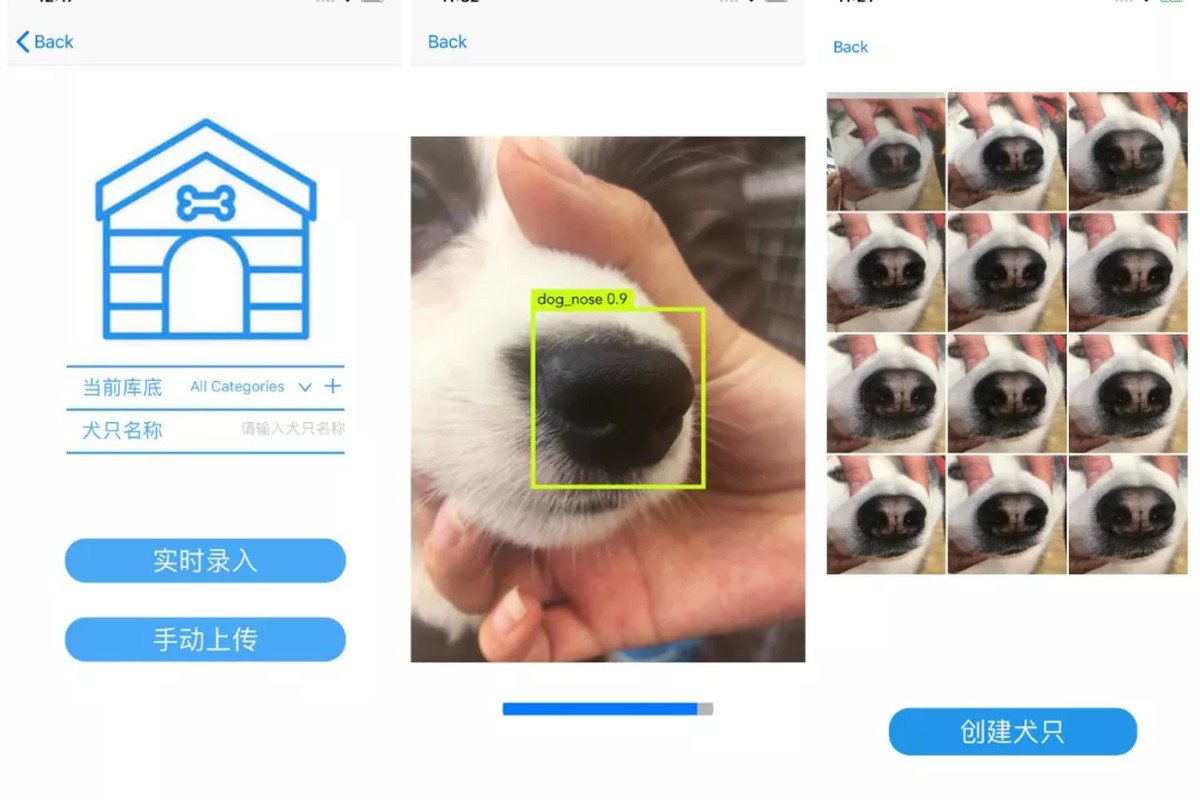 Back
当前库底 All Categories
犬只名称 请输入犬只名称
实时录入
手动上传
Back
dog_nose 0.9
Back
创建犬只